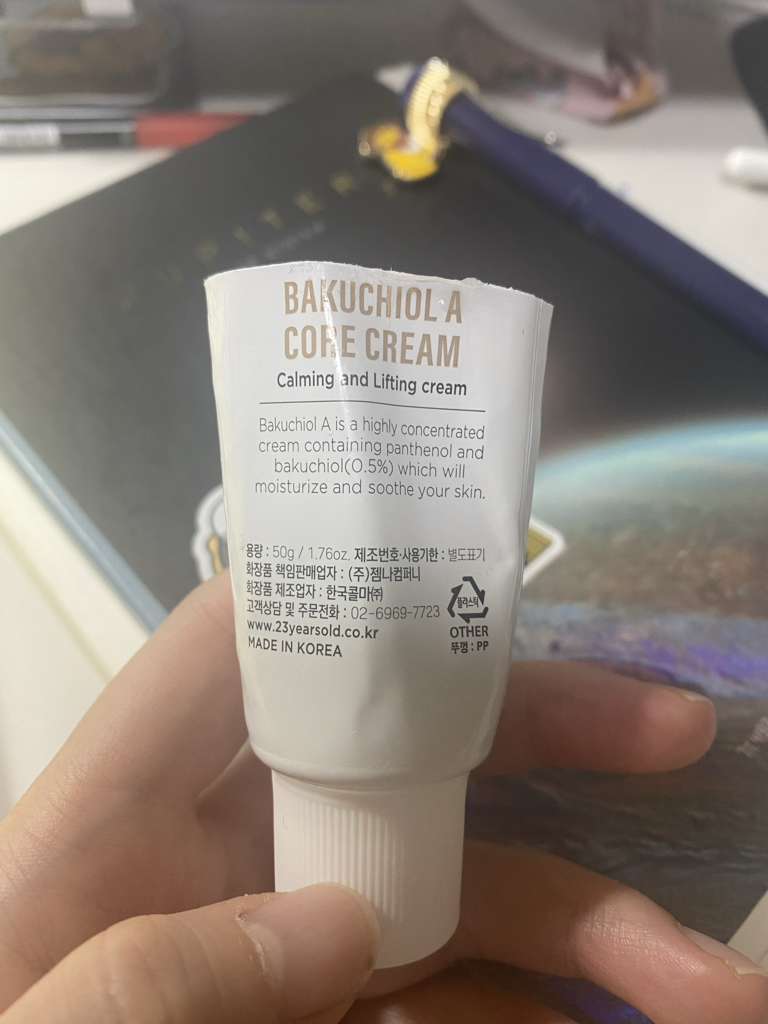 JUPITER
BAKUCHIOL A
CORE CREAM
Calming and Lifting cream
Bakuchiol A is a highly concentrated
cream containing panthenol and
bakuchiol(0.5%) which will
moisturize and soothe your skin.
용량 : 50g / 1.76oz. 제조번호·사용기한 : 별도표기
화장품 책임판매업자 : (주)젬나컴퍼니
화장품 제조업자 : 한국콜마㈜
고객상담 및 주문전화 : 02-6969-7723
www.23yearsold.co.kr
MADE IN KOREA
플라스틱
OTHER
뚜껑 : PP